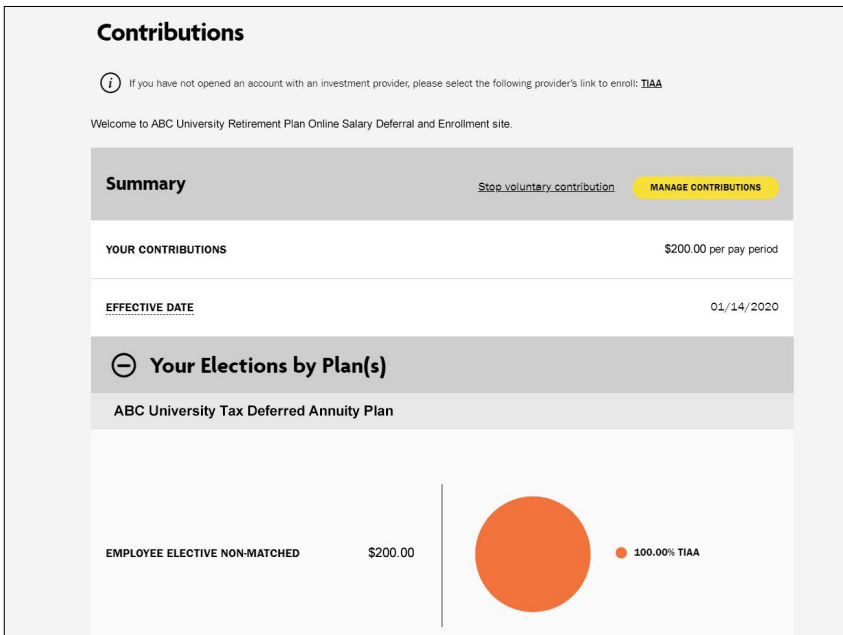 Contributions
i If you have not opened an account with an investment provider, please select the following provider's link to enroll: TIAA
Welcome to ABC University Retirement Plan Online Salary Deferral and Enrollment site.
Summary Stop voluntary contribution MANAGE CONTRIBUTIONS
YOUR CONTRIBUTIONS $200.00 per pay period
EFFECTIVE DATE 01/14/2020
Your Elections by Plan(s)
ABC University Tax Deferred Annuity Plan
EMPLOYEE ELECTIVE NON-MATCHED $200.00 100.00% TIAA